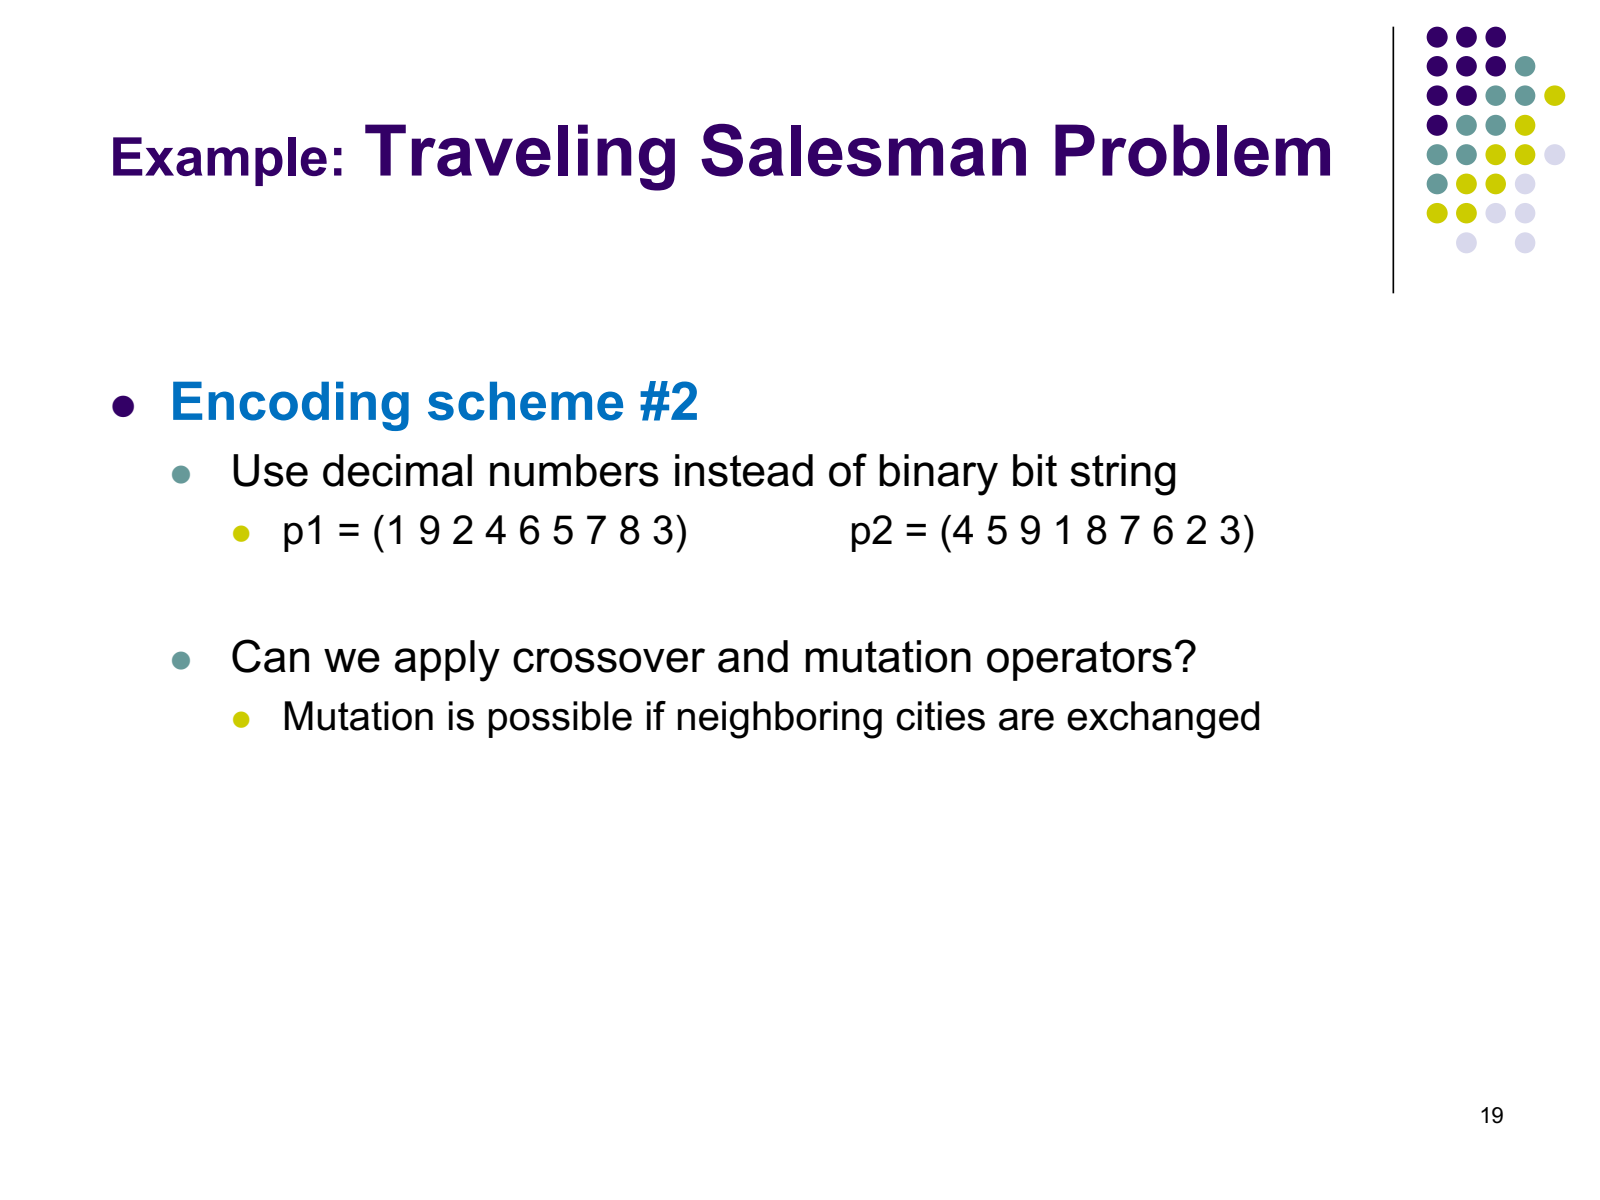 Example: Traveling Salesman Problem
Encoding scheme #2
Use decimal numbers instead of binary bit string
p1 = (1 9 2 4 6 5 7 8 3) p2 = (4 5 9 1 8 7 6 2 3)
Can we apply crossover and mutation operators?
Mutation is possible if neighboring cities are exchanged
19